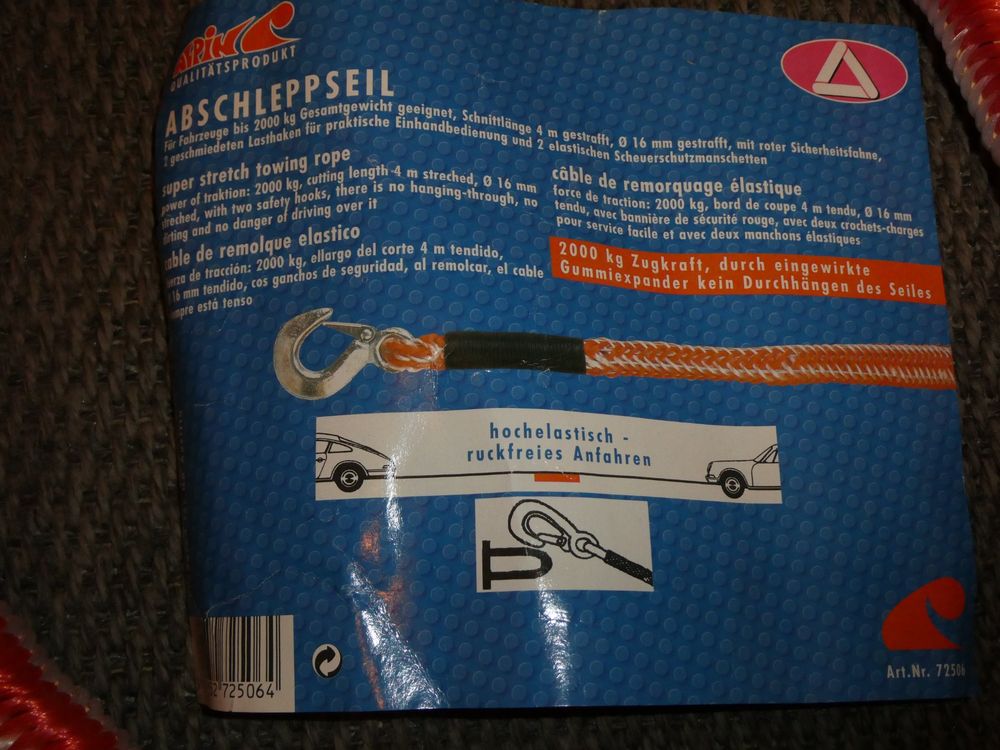 QUALITÄTSPRODUKT
ABSCHLEPPSEIL
Für Fahrzeuge bis 2000 kg Gesamtgewicht geeignet, Schnittlänge 4 m gestrafft, Ø 16 mm gestrafft, mit roter Sicherheitsfahne,
2 geschmiedeten Lasthaken für praktische Einhandbedienung und 2 elastischen Scheuerschutzmanschetten
super stretch towing rope
power of traktion: 2000 kg, cutting length 4 m streched, Ø 16 mm
streched, with two safety hooks, there is no hanging-through, no
dirting and no danger of driving over it
cable de remolque elastico
fuerza de tracción: 2000 kg, ellargo del corte 4 m tendido,
16 mm tendido, cos ganchos de seguridad, al remolcar, el cable
empre está tenso
câble de remorquage élastique
force de traction: 2000 kg, bord de coupe 4 m tendu, Ø 16 mm
tendu, avec bannière de sécurité rouge, avec deux crochets-charges
pour service facile et avec deux manchons élastiques
2000 kg Zugkraft, durch eingewirkte
Gummiexpander kein Durchhängen des Seiles
hochelastisch -
ruckfreies Anfahren
725064
Art.Nr. 72506